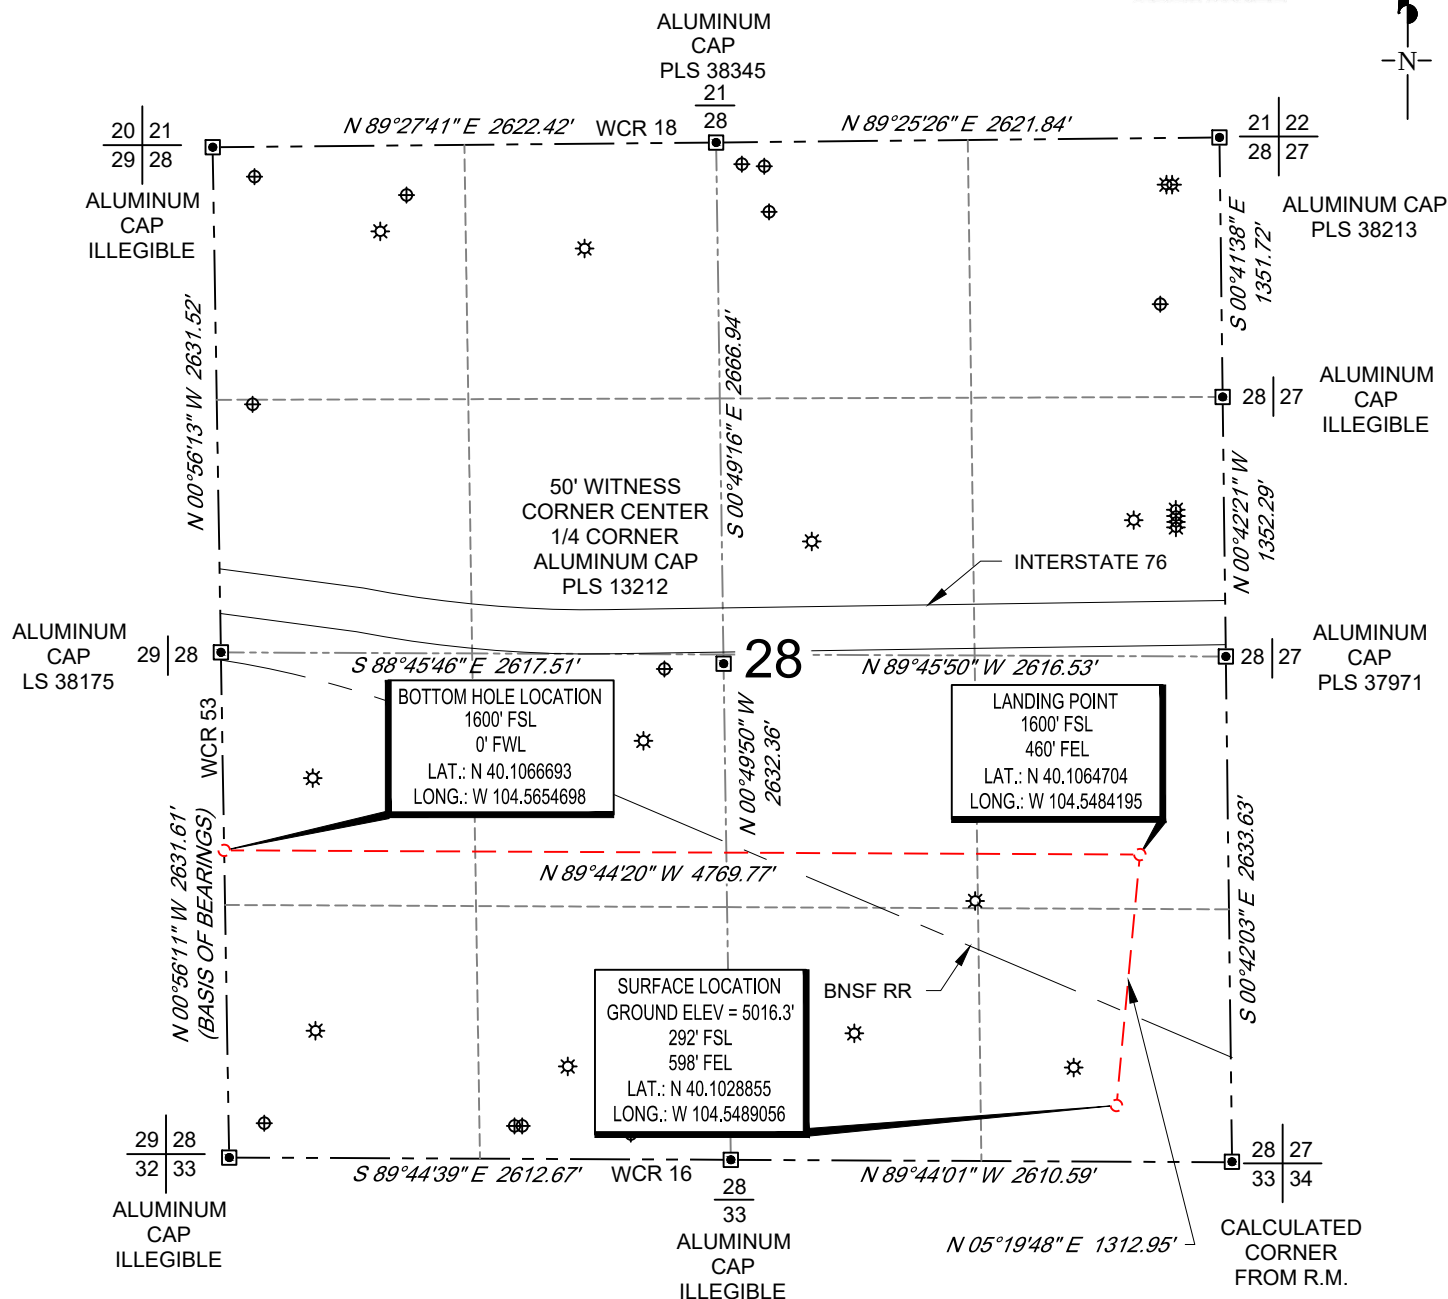 ALUMINUM
CAP
PLS 38345
21
28
-N-
20 21
29 28
N 89°27'41" E 2622.42'
WCR 18
N 89°25'26" E 2621.84'
21 22
28 27
ALUMINUM
CAP
ILLEGIBLE
ALUMINUM CAP
PLS 38213
N 00°56'13" W 2631.52'
S 00°49'16" E 2666.94'
S 00°41'38" E
1351.72'
28 27
ALUMINUM
CAP
ILLEGIBLE
50' WITNESS
CORNER CENTER
1/4 CORNER
ALUMINUM CAP
PLS 13212
N 00°42'21" W
1352.29'
INTERSTATE 76
ALUMINUM
CAP
LS 38175
29 28
S 88°45'46" E 2617.51'
28
N 89°45'50" W 2616.53'
28 27
ALUMINUM
CAP
PLS 37971
WCR 53
BOTTOM HOLE LOCATION
1600' FSL
0' FWL
LAT.: N 40.1066693
LONG.: W 104.5654698
N 00°49'50" W
2632.36'
LANDING POINT
1600' FSL
460' FEL
LAT.: N 40.1064704
LONG.: W 104.5484195
N 00°56'11" W 2631.61'
(BASIS OF BEARINGS)
N 89°44'20" W 4769.77'
S 00°42'03" E 2633.63'
SURFACE LOCATION
GROUND ELEV = 5016.3'
292' FSL
598' FEL
LAT.: N 40.1028855
LONG.: W 104.5489056
BNSF RR
29 28
32 33
S 89°44'39" E 2612.67'
WCR 16
N 89°44'01" W 2610.59'
28 27
33 34
28
33
ALUMINUM
CAP
ILLEGIBLE
ALUMINUM
CAP
ILLEGIBLE
N 05°19'48" E 1312.95'
CALCULATED
CORNER
FROM R.M.